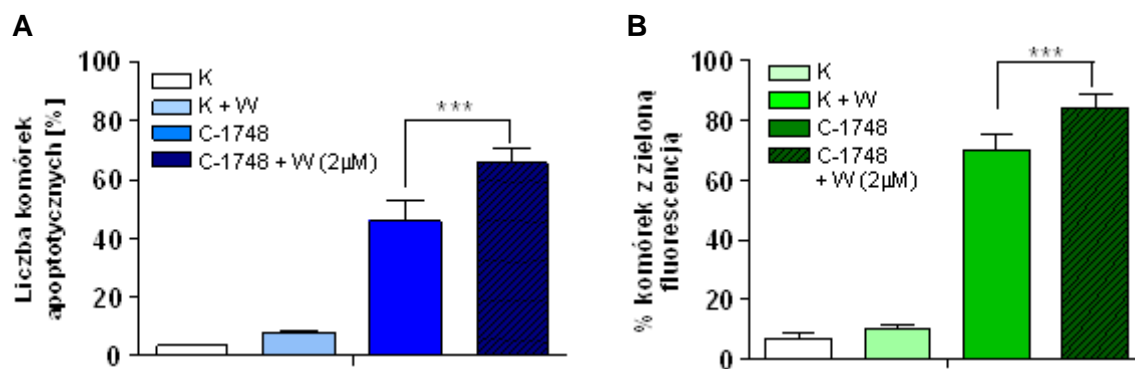 A
Liczba komórek
apoptotycznych [%]
100
80
60
40
20
0
K
K + W
C-1748
C-1748 + W (2µM)
***
B
% komórek z zieloną
fluorescencją
100
80
60
40
20
0
K
K + W
C-1748
C-1748
+ W (2µM)
***